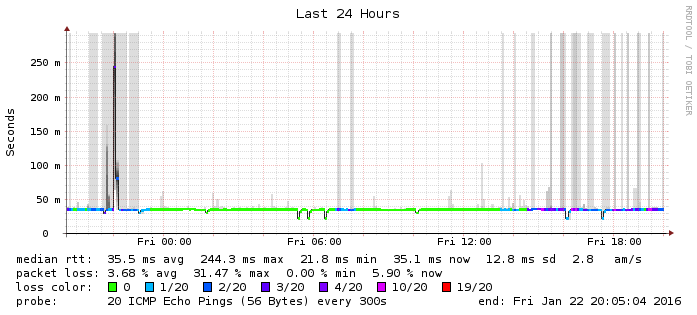 Last 24 Hours
RRDTOOL / TOBI OETIKER
Seconds
250 m
200 m
150 m
100 m
50 m
0
Fri 00:00 Fri 06:00 Fri 12:00 Fri 18:00
median rtt: 35.5 ms avg 244.3 ms max 21.8 ms min 35.1 ms now 12.8 ms sd 2.8 am/s
packet loss: 3.68 % avg 31.47 % max 0.00 % min 5.90 % now
loss color: 0 1/20 2/20 3/20 4/20 10/20 19/20
probe: 20 ICMP Echo Pings (56 Bytes) every 300s end: Fri Jan 22 20:05:04 2016